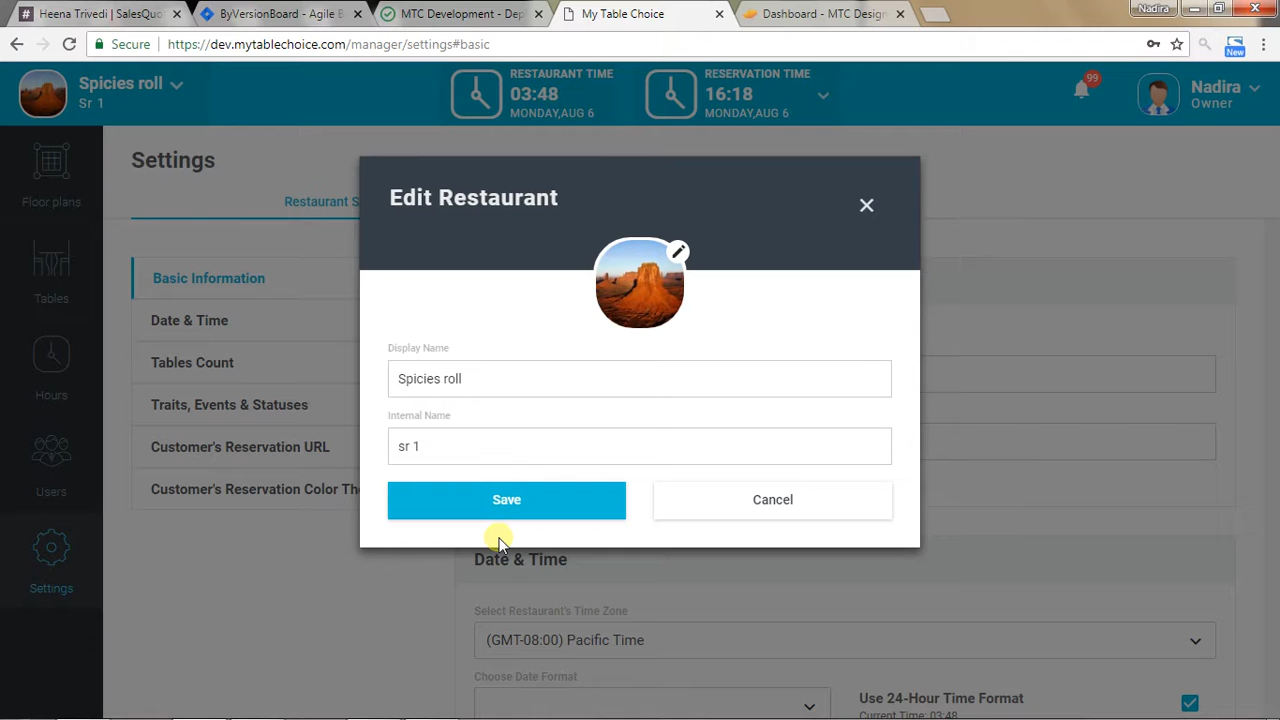 Heena Trivedi | SalesQuo
ByVersionBoard - Agile B
MTC Development - Dep
My Table Choice
Dashboard - MTC Design
Nadira
Secure
https://dev.mytablechoice.com/manager/settings#basic
New
Spicies roll
Sr 1
RESTAURANT TIME
03:48
MONDAY,AUG 6
RESERVATION TIME
16:18
MONDAY,AUG 6
99
Nadira
Owner
Floor plans
Tables
Hours
Users
Settings
Settings
Restaurant S
Basic Information
Date & Time
Tables Count
Traits, Events & Statuses
Customer's Reservation URL
Customer's Reservation Color The
Edit Restaurant
Display Name
Spicies roll
Internal Name
sr 1
Save
Cancel
Date & Time
Select Restaurant's Time Zone
(GMT-08:00) Pacific Time
Choose Date Format
Use 24-Hour Time Format
Current Time: 03:48